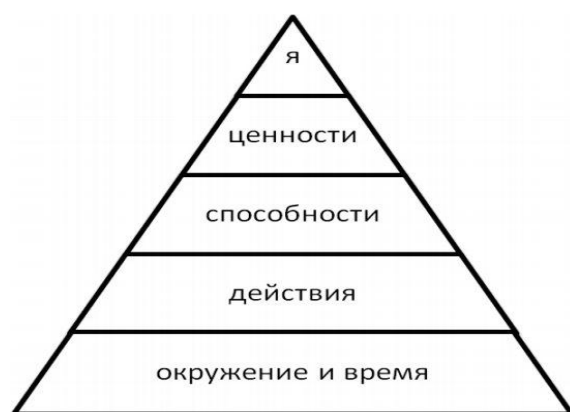 я
ценности
способности
действия
окружение и время